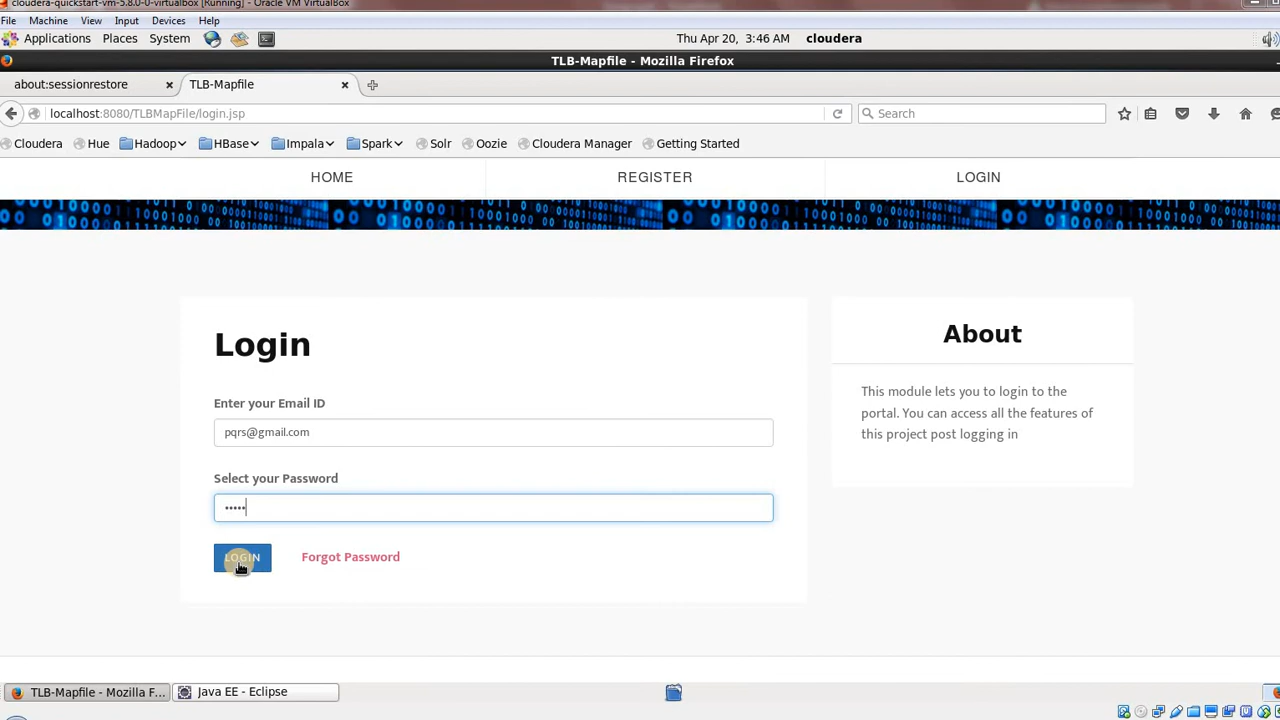 cloudera-quickstart-vm-5.8.0-0-virtualbox [Running] - Oracle VM VirtualBox
File Machine View Input Devices Help
Applications Places System Thu Apr 20, 3:46 AM cloudera
TLB-Mapfile - Mozilla Firefox
about:sessionrestore TLB-Mapfile
localhost:8080/TLBMapFile/login.jsp Search
Cloudera Hue Hadoop HBase Impala Spark Solr Oozie Cloudera Manager Getting Started
HOME REGISTER LOGIN
Login
Enter your Email ID
pqrs@gmail.com
Select your Password
•••••
LOGIN Forgot Password
About
This module lets you to login to the
portal. You can access all the features of
this project post logging in
TLB-Mapfile - Mozilla F... Java EE - Eclipse